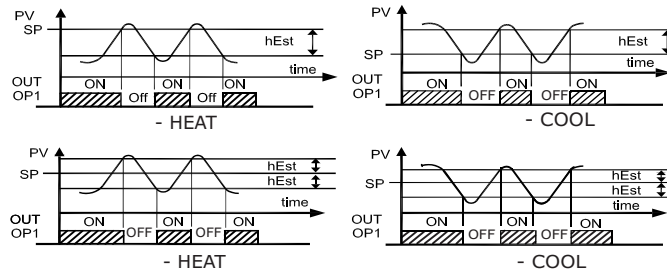 PV
SP
hEst
time
OUT ON ON ON
OP1 Off Off
- HEAT
PV
hEst
SP
time
OUT ON ON ON
OP1 OFF OFF
- COOL
PV
hEst
SP
hEst
time
OUT ON ON ON
OP1 OFF OFF
- HEAT
PV
hEst
SP
hEst
time
OUT ON ON ON
OP1 OFF OFF
- COOL